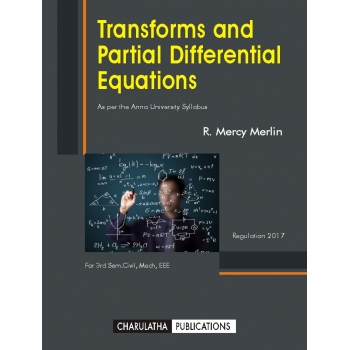 Transforms and
Partial Differential
Equations
As per the Anna University Syllabus
R. Mercy Merlin
Regulation 2017
For 3rd Sem.Civil, Mech, EEE
CHARULATHA PUBLICATIONS